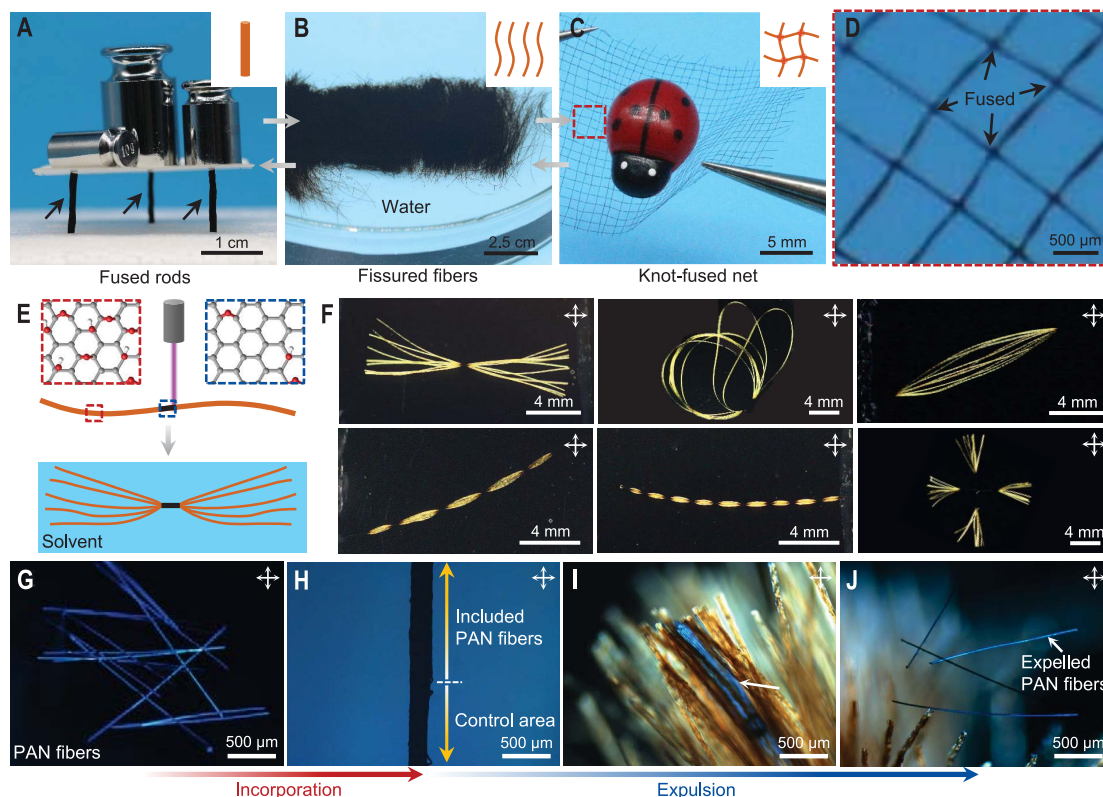 A
1 cm
Fused rods
B
Water
2.5 cm
Fissured fibers
C
5 mm
Knot-fused net
D
Fused
500 μm
E
Solvent
F
4 mm
4 mm
4 mm
4 mm
4 mm
4 mm
G
PAN fibers
500 μm
H
Included
PAN fibers
Control area
500 μm
I
500 μm
J
Expelled
PAN fibers
500 μm
Incorporation
Expulsion